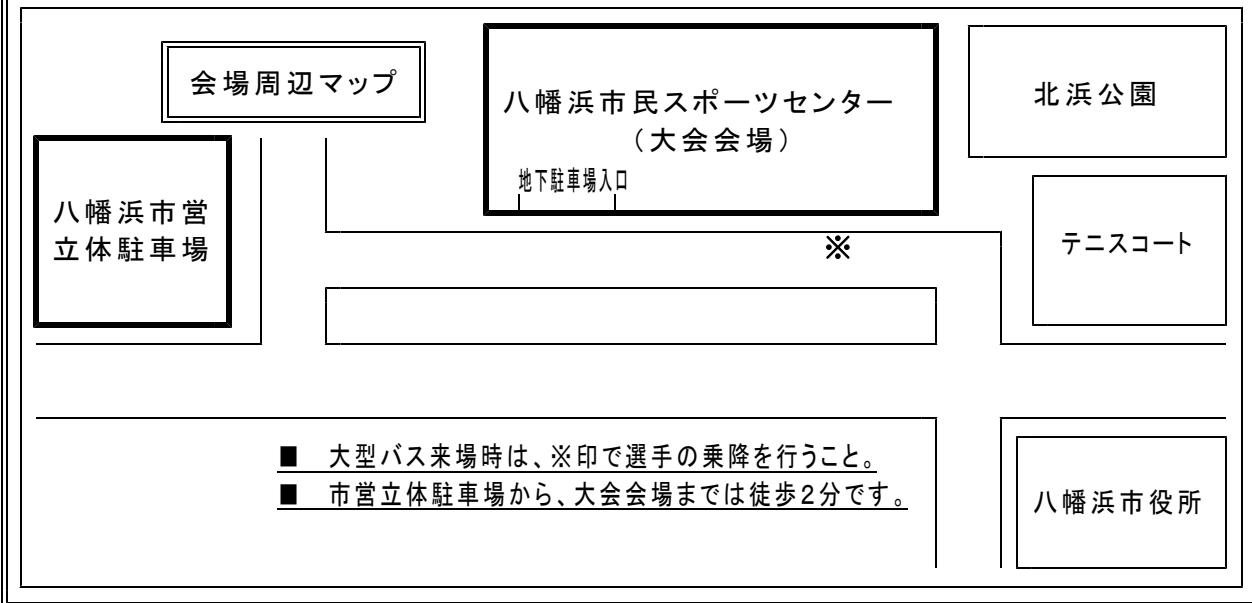 会場周辺マップ
八幡浜市民スポーツセンター
（大会会場）
地下駐車場入口
北浜公園
八幡浜市営
立体駐車場
テニスコート
※
■　大型バス来場時は、※印で選手の乗降を行うこと。
■　市営立体駐車場から、大会会場までは徒歩2分です。
八幡浜市役所